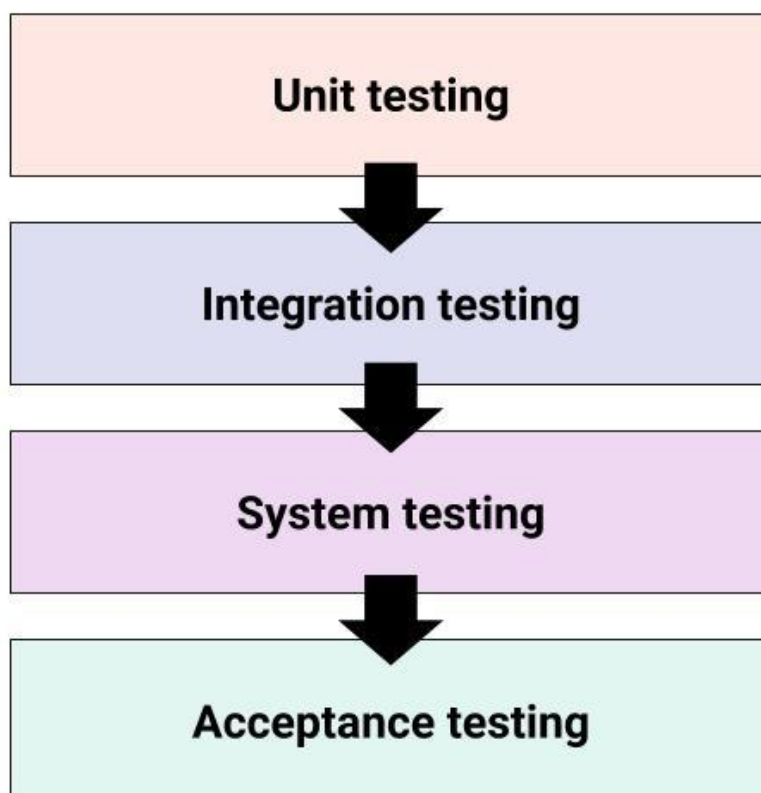 Unit testing
Integration testing
System testing
Acceptance testing